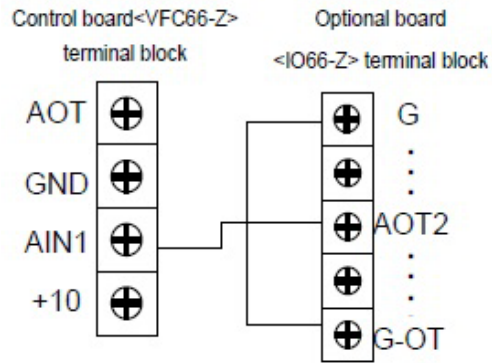 Control board<VFC66-Z>
terminal block
AOT
GND
AIN1
+10
Optional board
<IO66-Z> terminal block
G
AOT2
G-OT